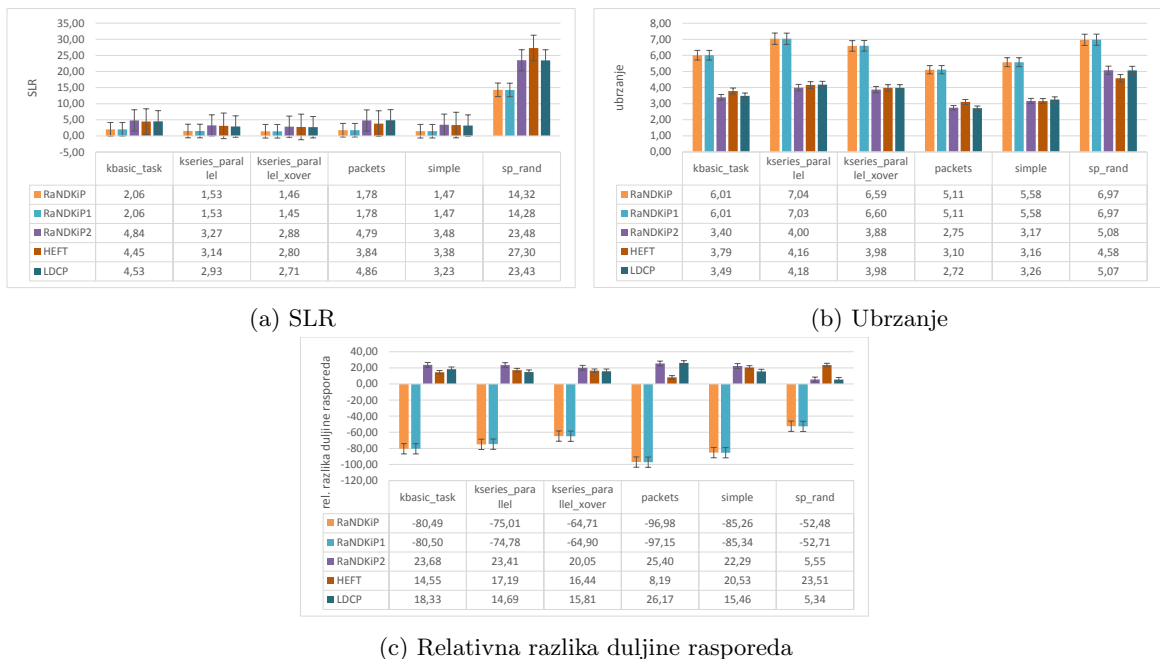 35,00
30,00
25,00
20,00
15,00
10,00
5,00
0,00
-5,00
SLR
kbasic_task kseries_paral kseries_paral packets simple sp_rand
lel lel_xover
RaNDKiP 2,06 1,53 1,46 1,78 1,47 14,32
RaNDKiP1 2,06 1,53 1,45 1,78 1,47 14,28
RaNDKiP2 4,84 3,27 2,88 4,79 3,48 23,48
HEFT 4,45 3,14 2,80 3,84 3,38 27,30
LDCP 4,53 2,93 2,71 4,86 3,23 23,43
(a) SLR
8,00
7,00
6,00
5,00
4,00
3,00
2,00
1,00
0,00
ubrzanje
kbasic_task kseries_paral kseries_paral packets simple sp_rand
lel lel_xover
RaNDKiP 6,01 7,04 6,59 5,11 5,58 6,97
RaNDKiP1 6,01 7,03 6,60 5,11 5,58 6,97
RaNDKiP2 3,40 4,00 3,88 2,75 3,17 5,08
HEFT 3,79 4,16 3,98 3,10 3,16 4,58
LDCP 3,49 4,18 3,98 2,72 3,26 5,07
(b) Ubrzanje
40,00
20,00
0,00
-20,00
-40,00
-60,00
-80,00
-100,00
-120,00
rel. razlika duljine rasporeda
kbasic_task kseries_para kseries_para packets simple sp_rand
llel llel_xover
RaNDKiP -80,49 -75,01 -64,71 -96,98 -85,26 -52,48
RaNDKiP1 -80,50 -74,78 -64,90 -97,15 -85,34 -52,71
RaNDKiP2 23,68 23,41 20,05 25,40 22,29 5,55
HEFT 14,55 17,19 16,44 8,19 20,53 23,51
LDCP 18,33 14,69 15,81 26,17 15,46 5,34
(c) Relativna razlika duljine rasporeda